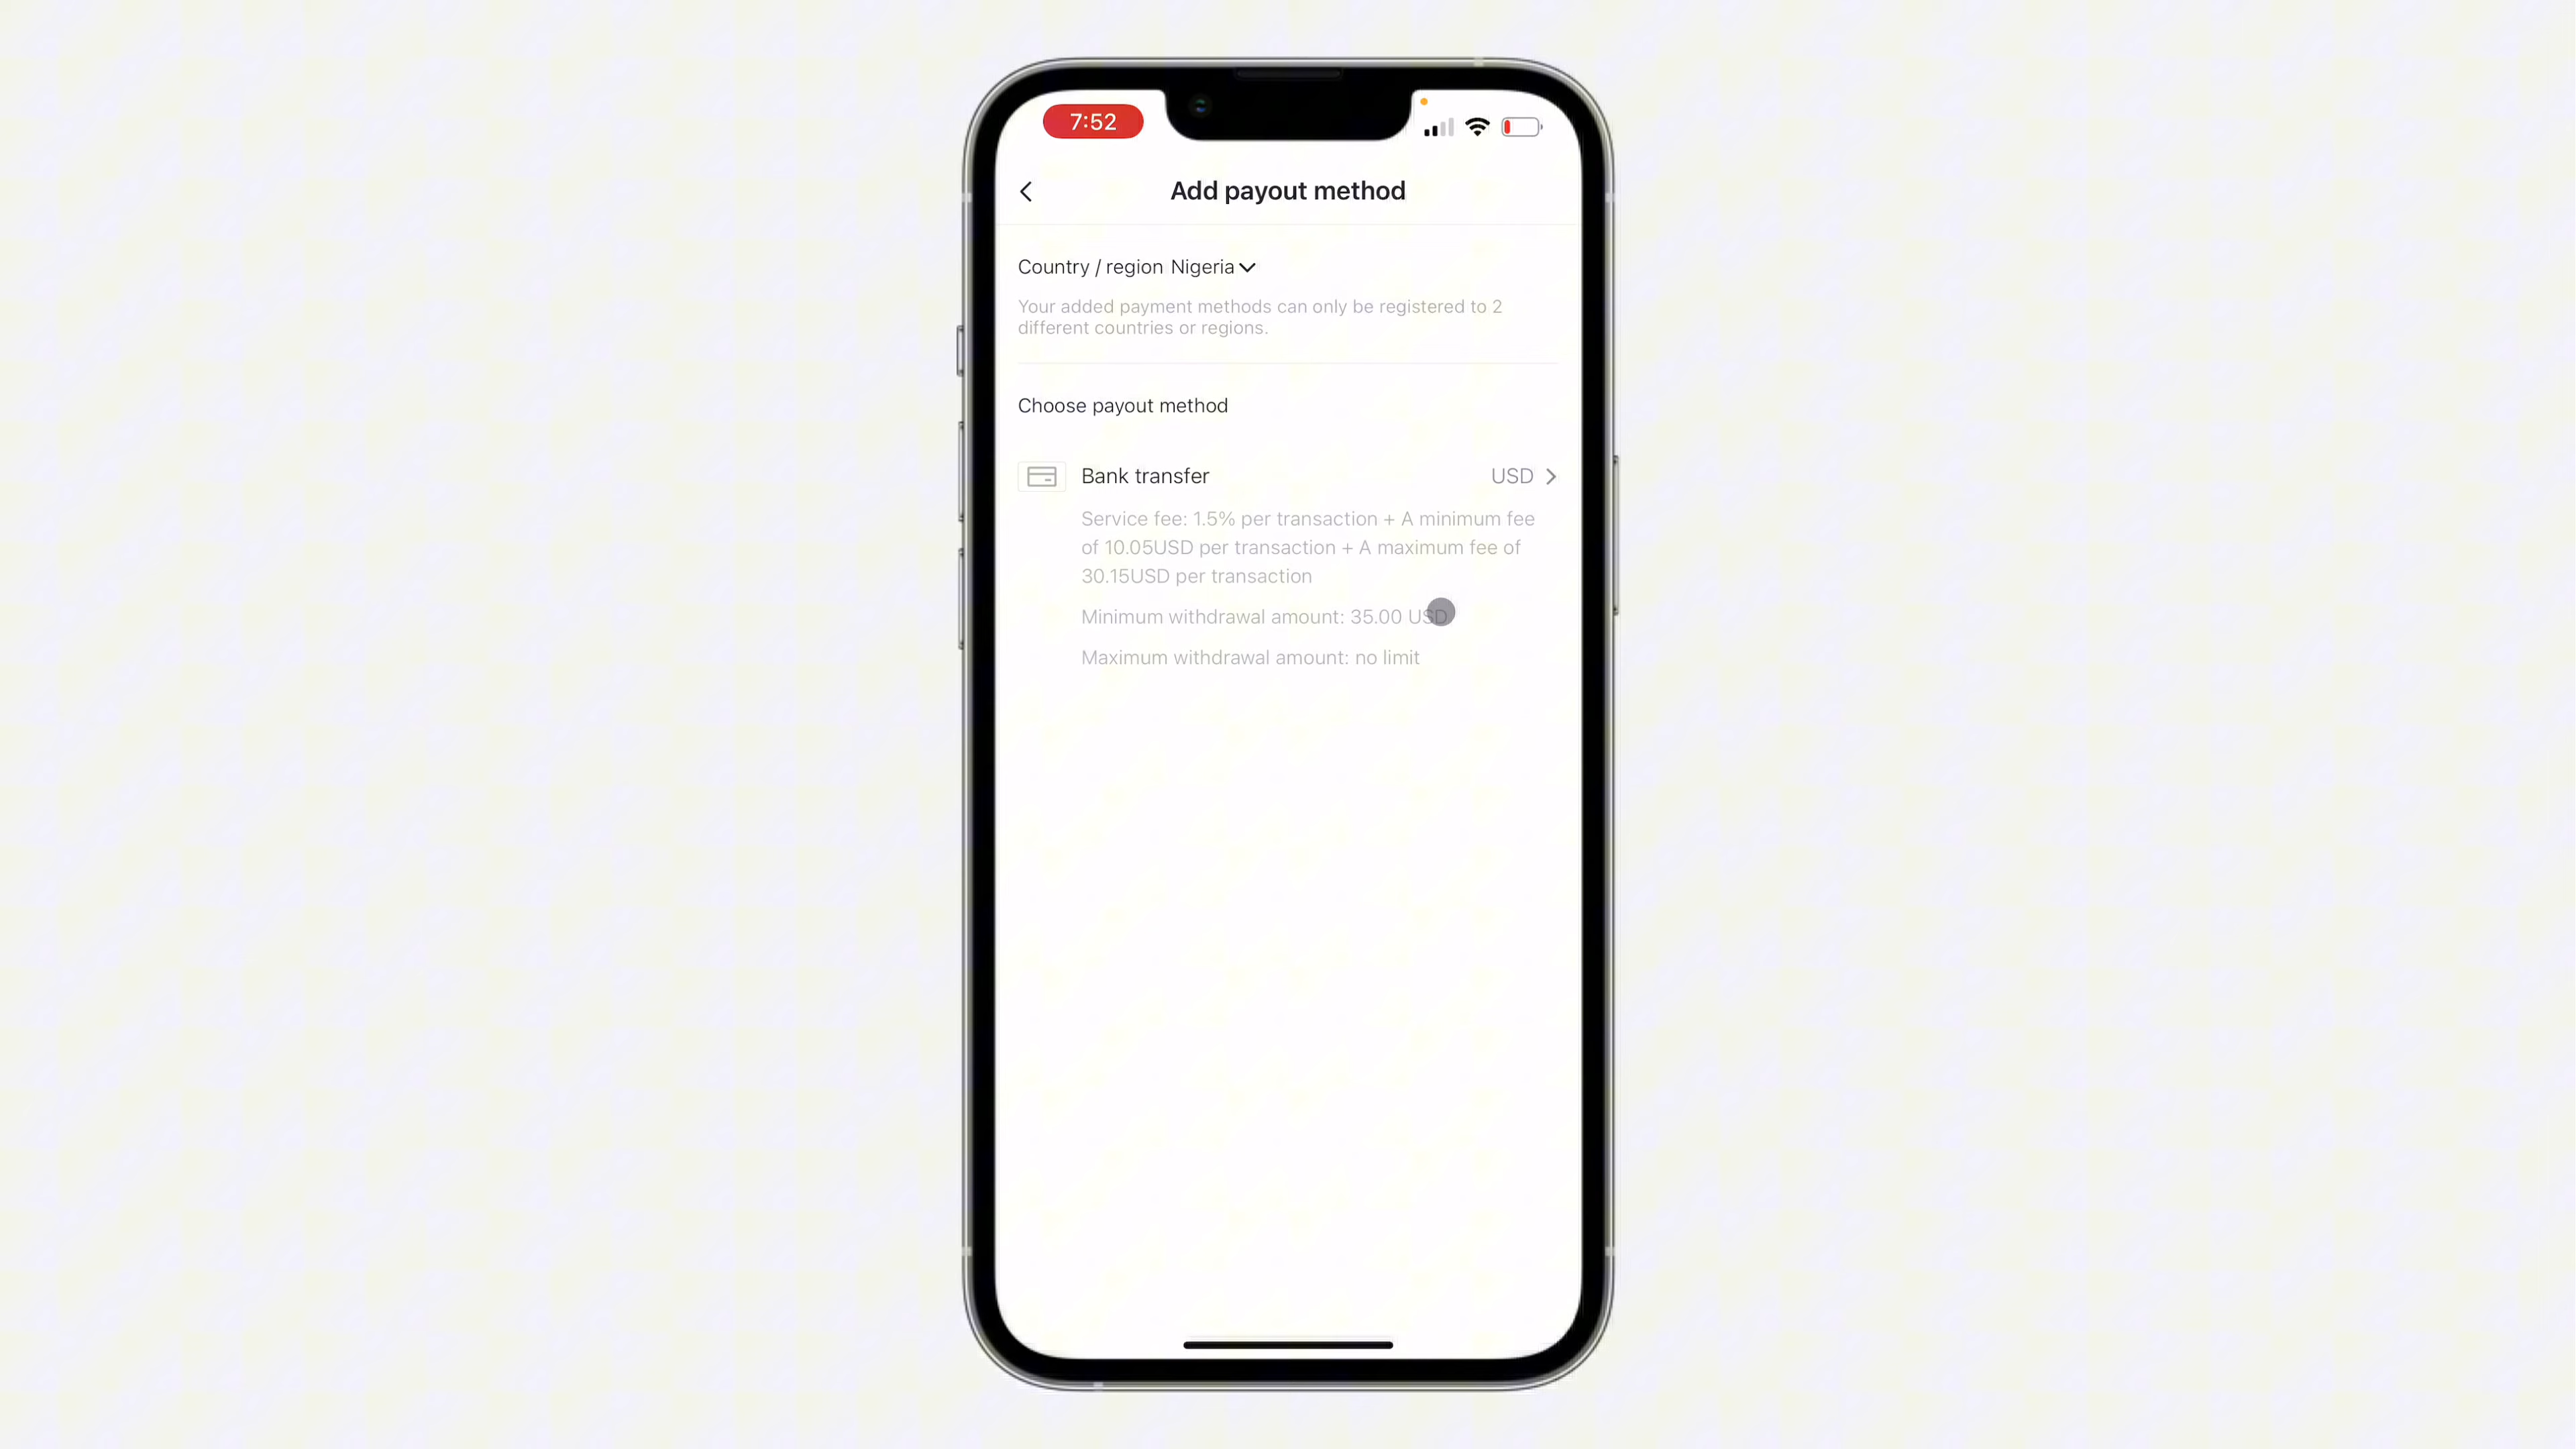 7:52
Add payout method
Country / region Nigeria
Your added payment methods can only be registered to 2
different countries or regions.
Choose payout method
Bank transfer USD
Service fee: 1.5% per transaction + A minimum fee
of 10.05USD per transaction + A maximum fee of
30.15USD per transaction
Minimum withdrawal amount: 35.00 USD
Maximum withdrawal amount: no limit